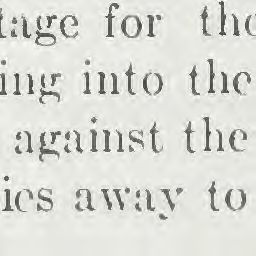 tage for the
ing into the
against the
ies away to